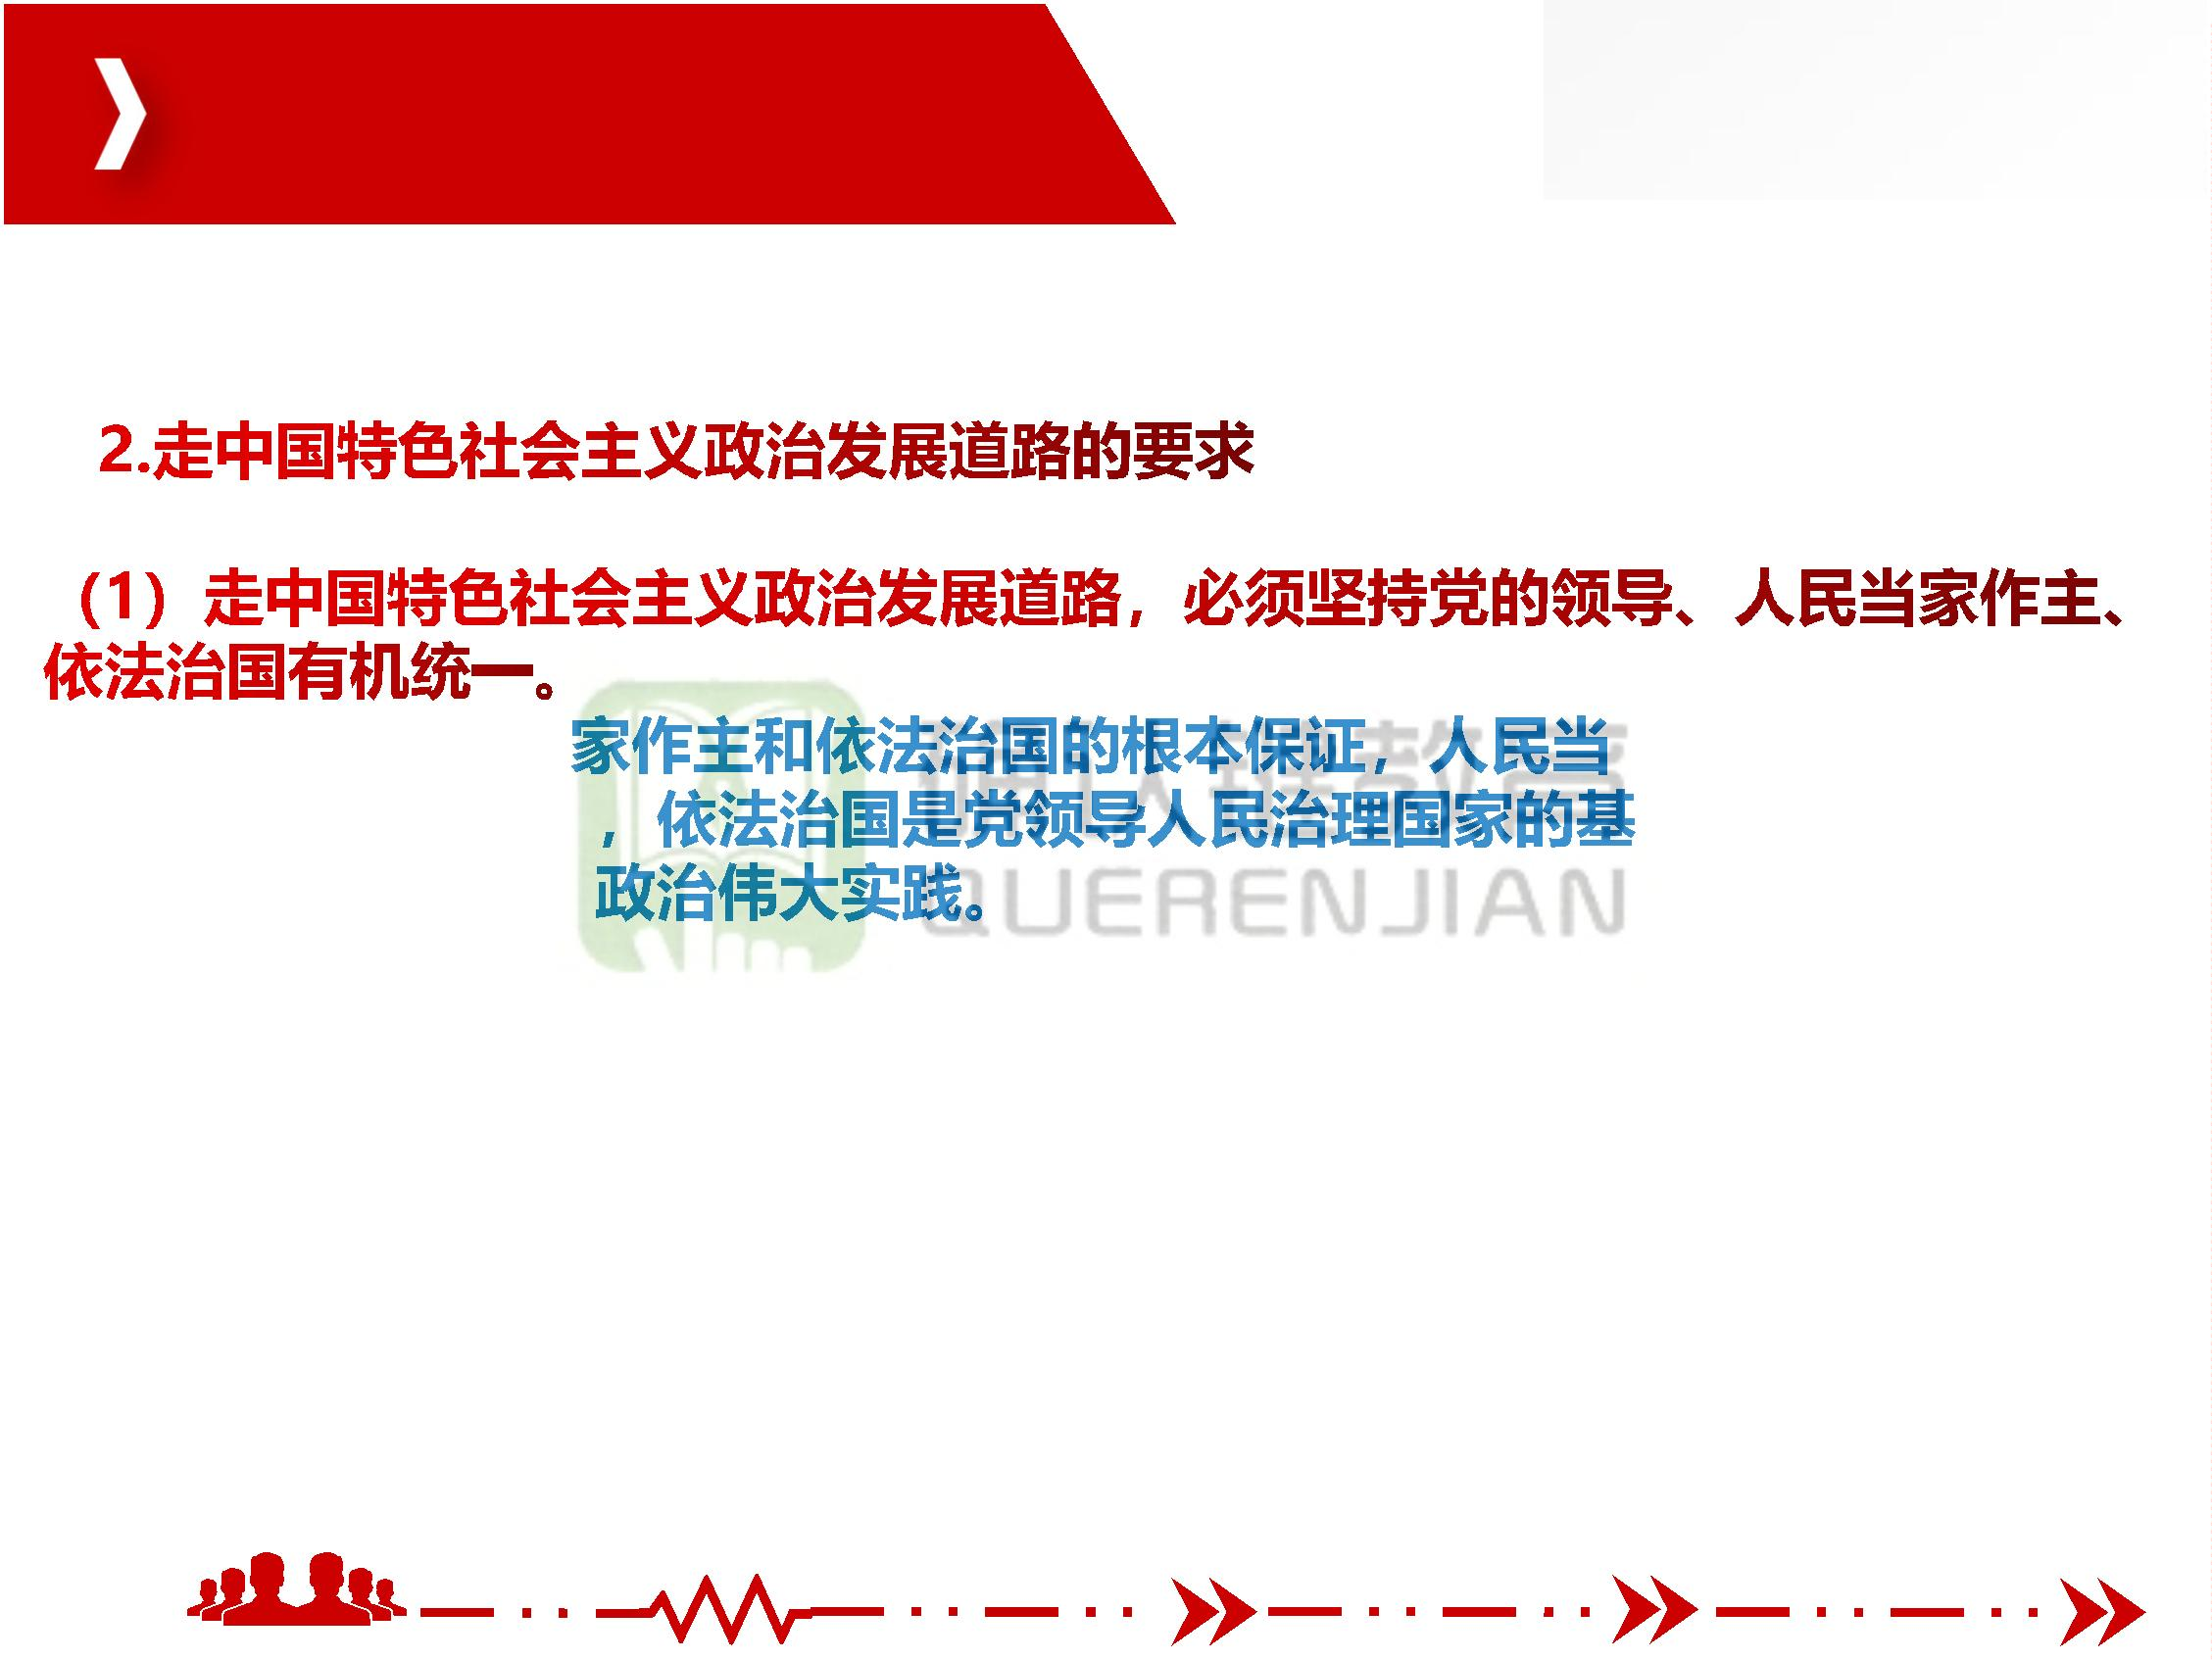 2.走中国特色社会主义政治发展道路的要求
（1）走中国特色社会主义政治发展道路，必须坚持党的领导、人民当家作主、
依法治国有机统一。
家作主和依法治国的根本保证，人民当
，依法治国是党领导人民治理国家的基
政治伟大实践。
QUERENJIAN